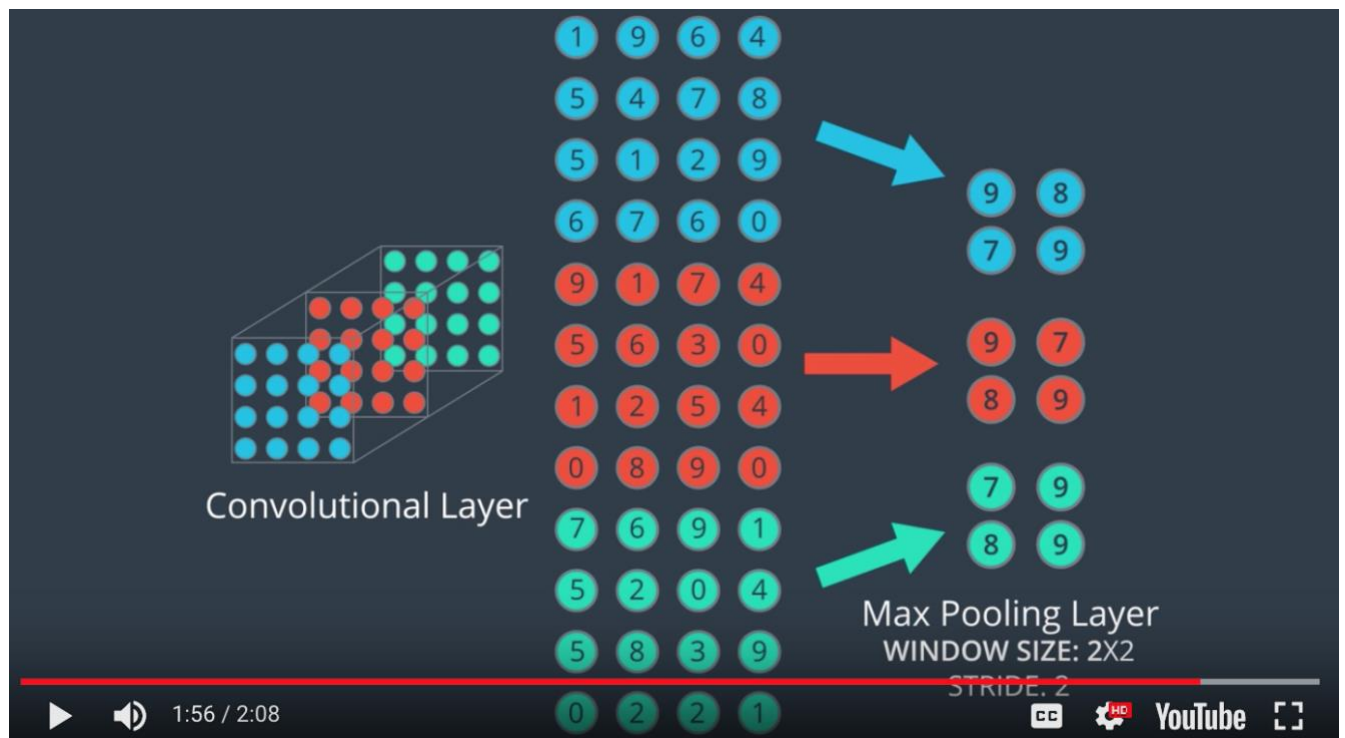 1 9 6 4
5 4 7 8
5 1 2 9
6 7 6 0
9 1 7 4
5 6 3 0
1 2 5 4
0 8 9 0
7 6 9 1
5 2 0 4
5 8 3 9
0 2 2 1
Convolutional Layer
9 8
7 9
9 7
8 9
7 9
8 9
Max Pooling Layer
WINDOW SIZE: 2X2
STRIDE: 2
1:56 / 2:08
CC
HD
YouTube